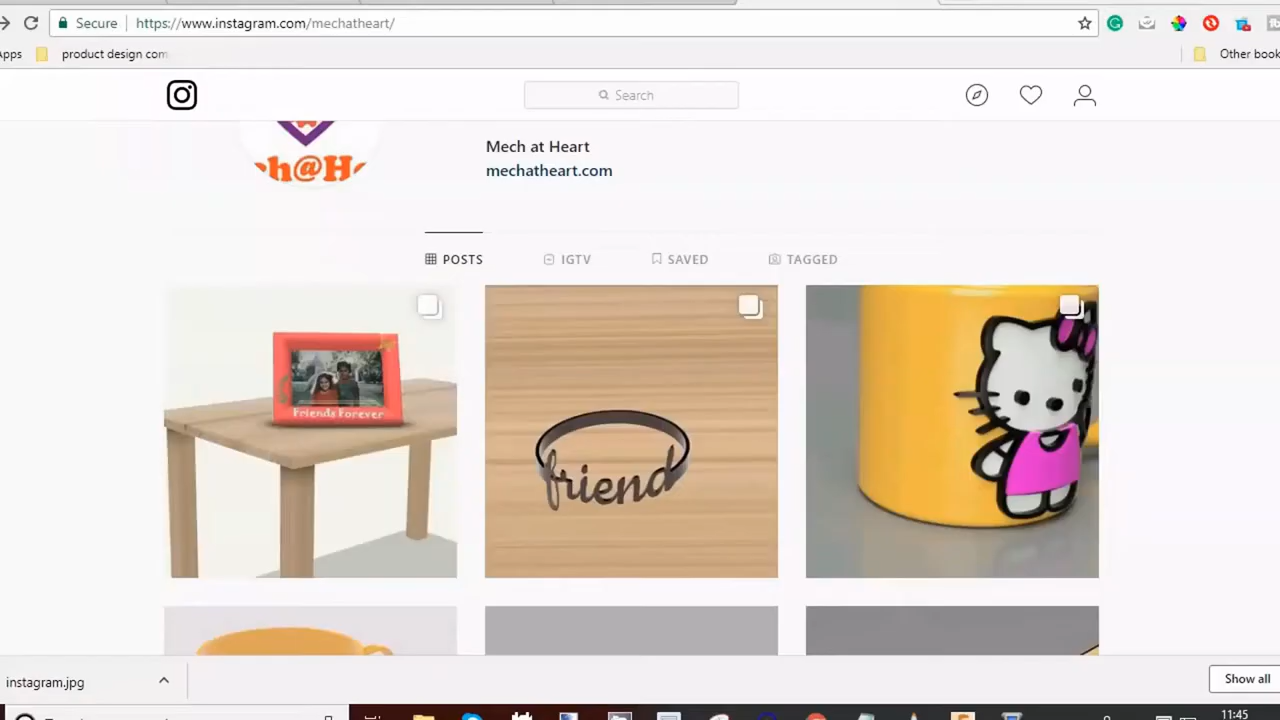 Secure https://www.instagram.com/mechatheart/
Apps product design com Other book
Search
Mech at Heart
h@H
mechatheart.com
POSTS IGTV SAVED TAGGED
Friends Forever
friend
instagram.jpg Show all
11:45